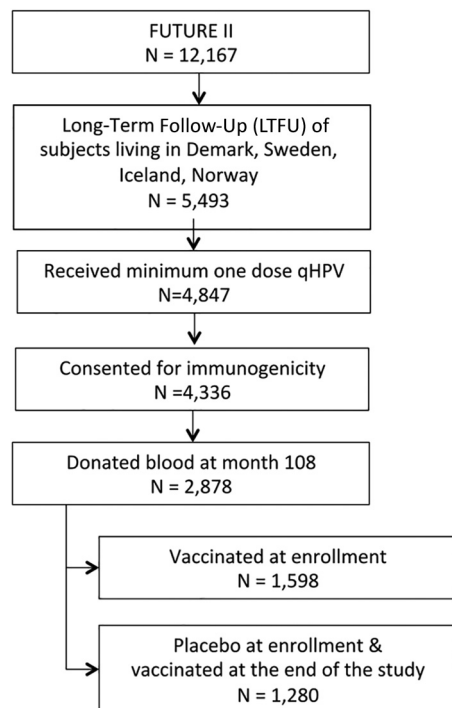 FUTURE II
N = 12,167
Long-Term Follow-Up (LTFU) of
subjects living in Demark, Sweden,
Iceland, Norway
N = 5,493
Received minimum one dose qHPV
N=4,847
Consented for immunogenicity
N =4,336
Donated blood at month 108
N = 2,878
Vaccinated at enrollment
N = 1,598
Placebo at enrollment &
vaccinated at the end of the study
N = 1,280